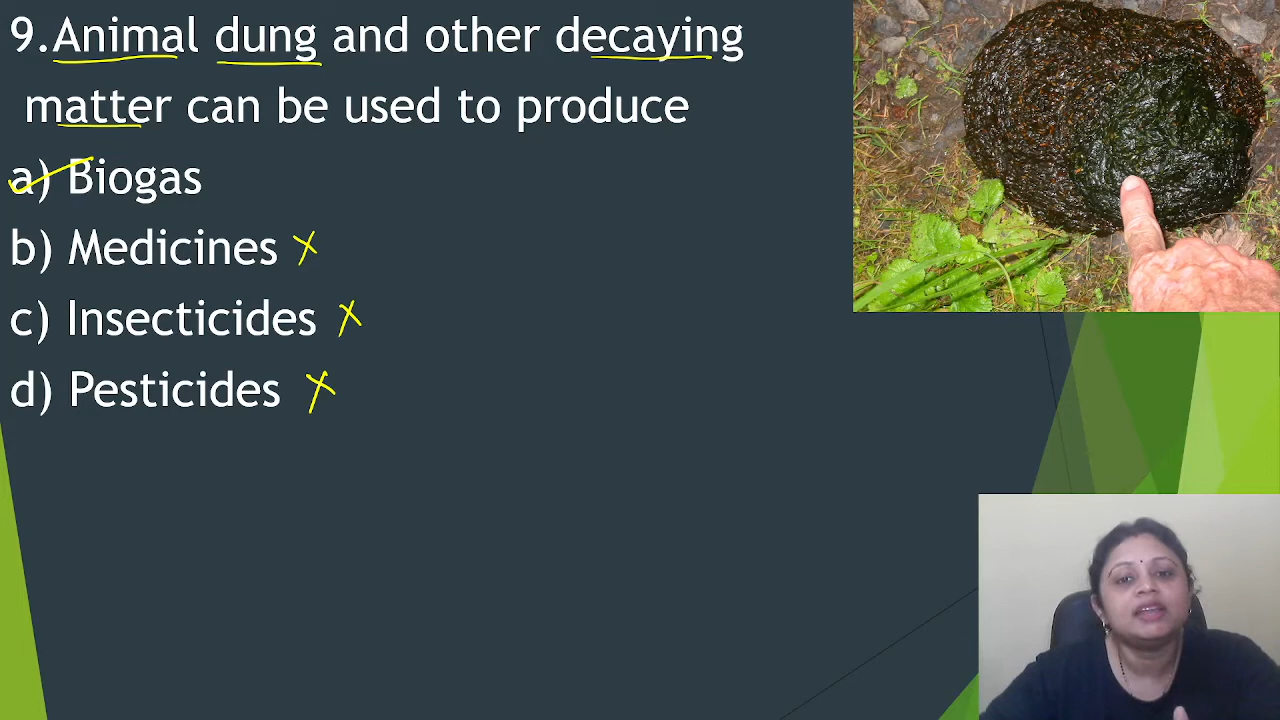 9.Animal dung and other decaying
matter can be used to produce
a) Biogas
b) Medicines
c) Insecticides
d) Pesticides